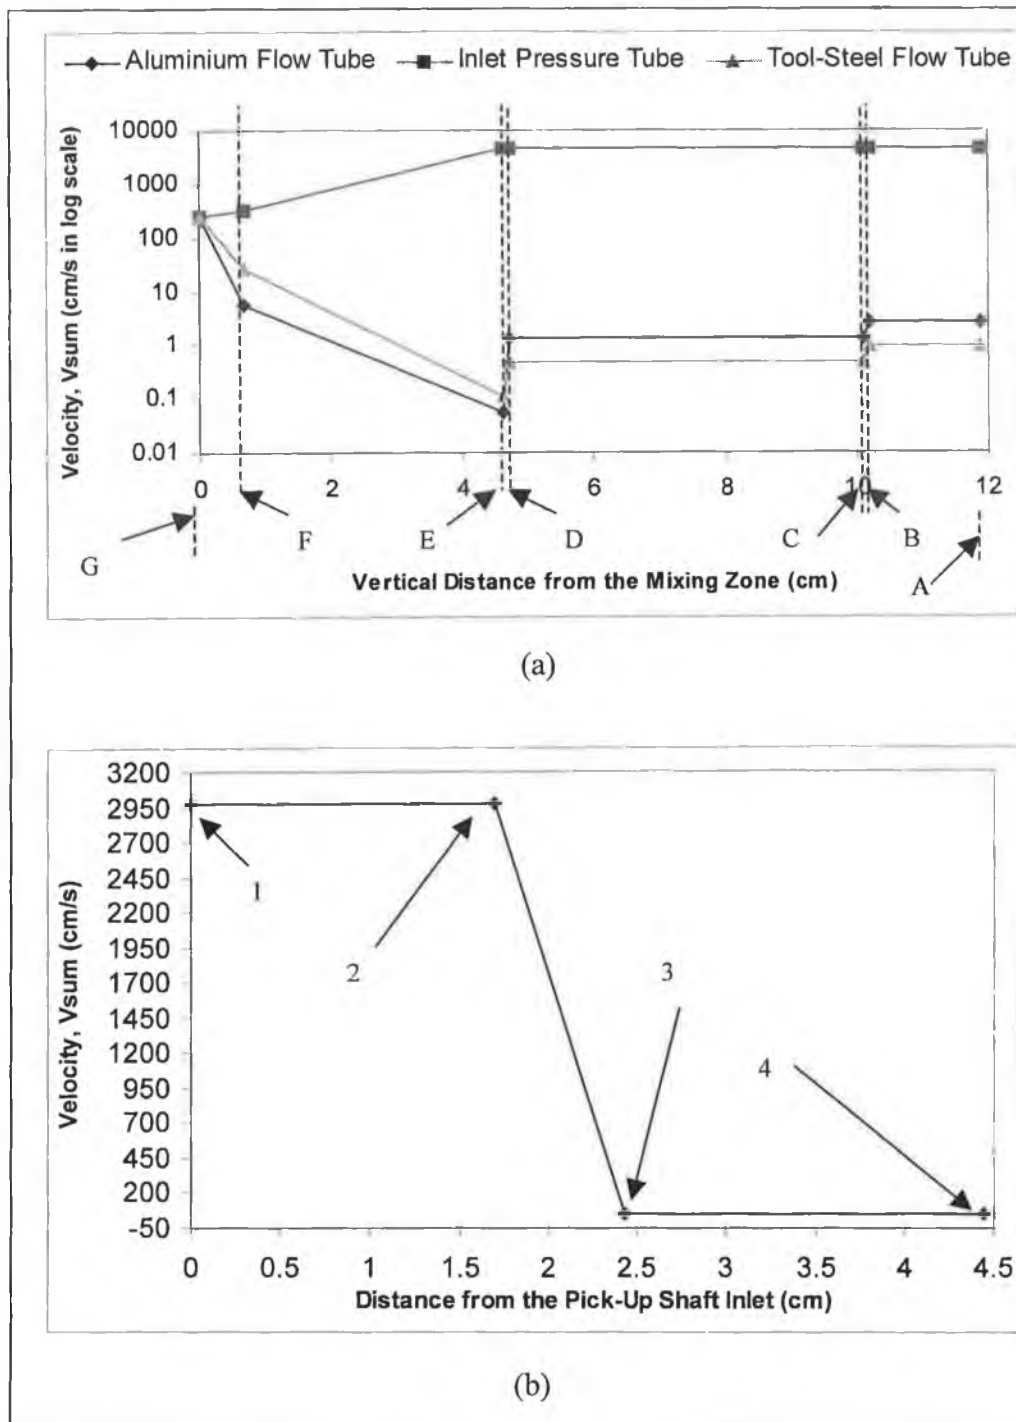 Aluminium Flow Tube Inlet Pressure Tube Tool-Steel Flow Tube
Velocity, Vsum (cm/s in log scale)
10000
1000
100
10
1
0.1
0.01
0 2 4 6 8 10 12
G F E D C B A
Vertical Distance from the Mixing Zone (cm)
(a)
Velocity, Vsum (cm/s)
3200
2950
2700
2450
2200
1950
1700
1450
1200
950
700
450
200
-50
1
2
3
4
0 0.5 1 1.5 2 2.5 3 3.5 4 4.5
Distance from the Pick-Up Shaft Inlet (cm)
(b)